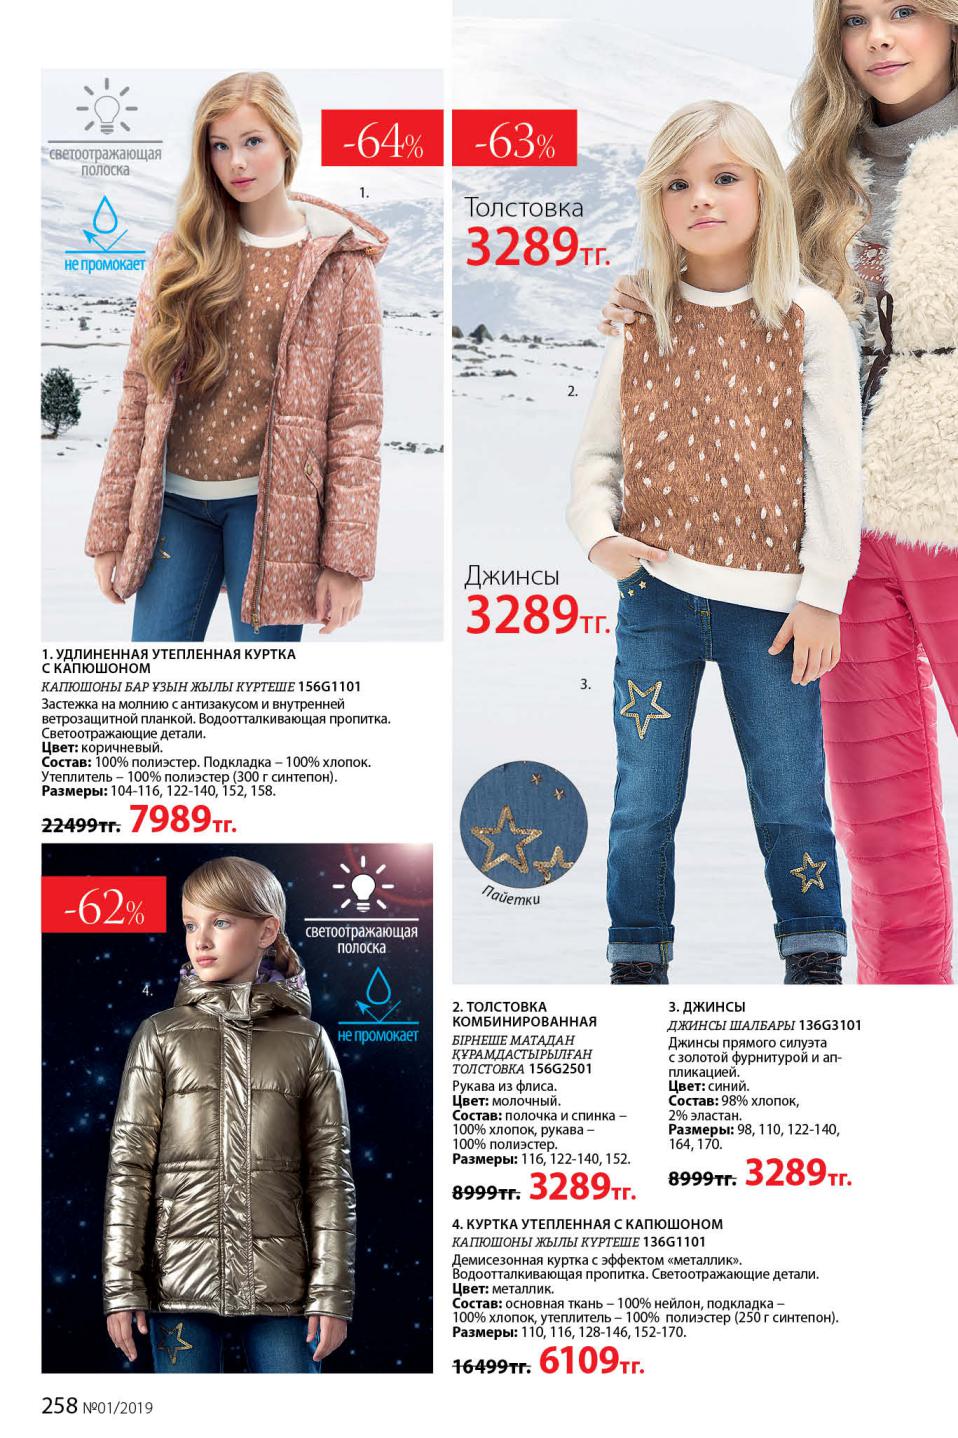 светоотражающая
полоска
не промокает
-64%
1.
-63%
Толстовка
3289тг.
2.
Джинсы
3289тг.
3.
Пайетки
1. УДЛИНЕННАЯ УТЕПЛЕННАЯ КУРТКА
С КАПЮШОНОМ
КАПЮШОНЫ БАР ҰЗЫН ЖЫЛЫ КҮРТЕШЕ 156G1101
Застежка на молнию с антизакусом и внутренней
ветрозащитной планкой. Водоотталкивающая пропитка.
Светоотражающие детали.
Цвет: коричневый.
Состав: 100% полиэстер. Подкладка – 100% хлопок.
Утеплитель – 100% полиэстер (300 г синтепон).
Размеры: 104-116, 122-140, 152, 158.
22499тг. 7989тг.
-62%
светоотражающая
полоска
4.
не промокает
2. ТОЛСТОВКА
КОМБИНИРОВАННАЯ
БІРНЕШЕ МАТАДАН
ҚҰРАМДАСТЫРЫЛҒАН
ТОЛСТОВКА 156G2501
Рукава из флиса.
Цвет: молочный.
Состав: полочка и спинка –
100% хлопок, рукава –
100% полиэстер.
Размеры: 116, 122-140, 152.
8999тг. 3289тг.
3. ДЖИНСЫ
ДЖИНСЫ ШАЛБАРЫ 136G3101
Джинсы прямого силуэта
с золотой фурнитурой и ап-
пликацией.
Цвет: синий.
Состав: 98% хлопок,
2% эластан.
Размеры: 98, 110, 122-140,
164, 170.
8999тг. 3289тг.
4. КУРТКА УТЕПЛЕННАЯ С КАПЮШОНОМ
КАПЮШОНЫ ЖЫЛЫ КҮРТЕШЕ 136G1101
Демисезонная куртка с эффектом «металлик».
Водоотталкивающая пропитка. Светоотражающие детали.
Цвет: металлик.
Состав: основная ткань – 100% нейлон, подкладка –
100% хлопок, утеплитель – 100% полиэстер (250 г синтепон).
Размеры: 110, 116, 128-146, 152-170.
16499тг. 6109тг.
258 №01/2019